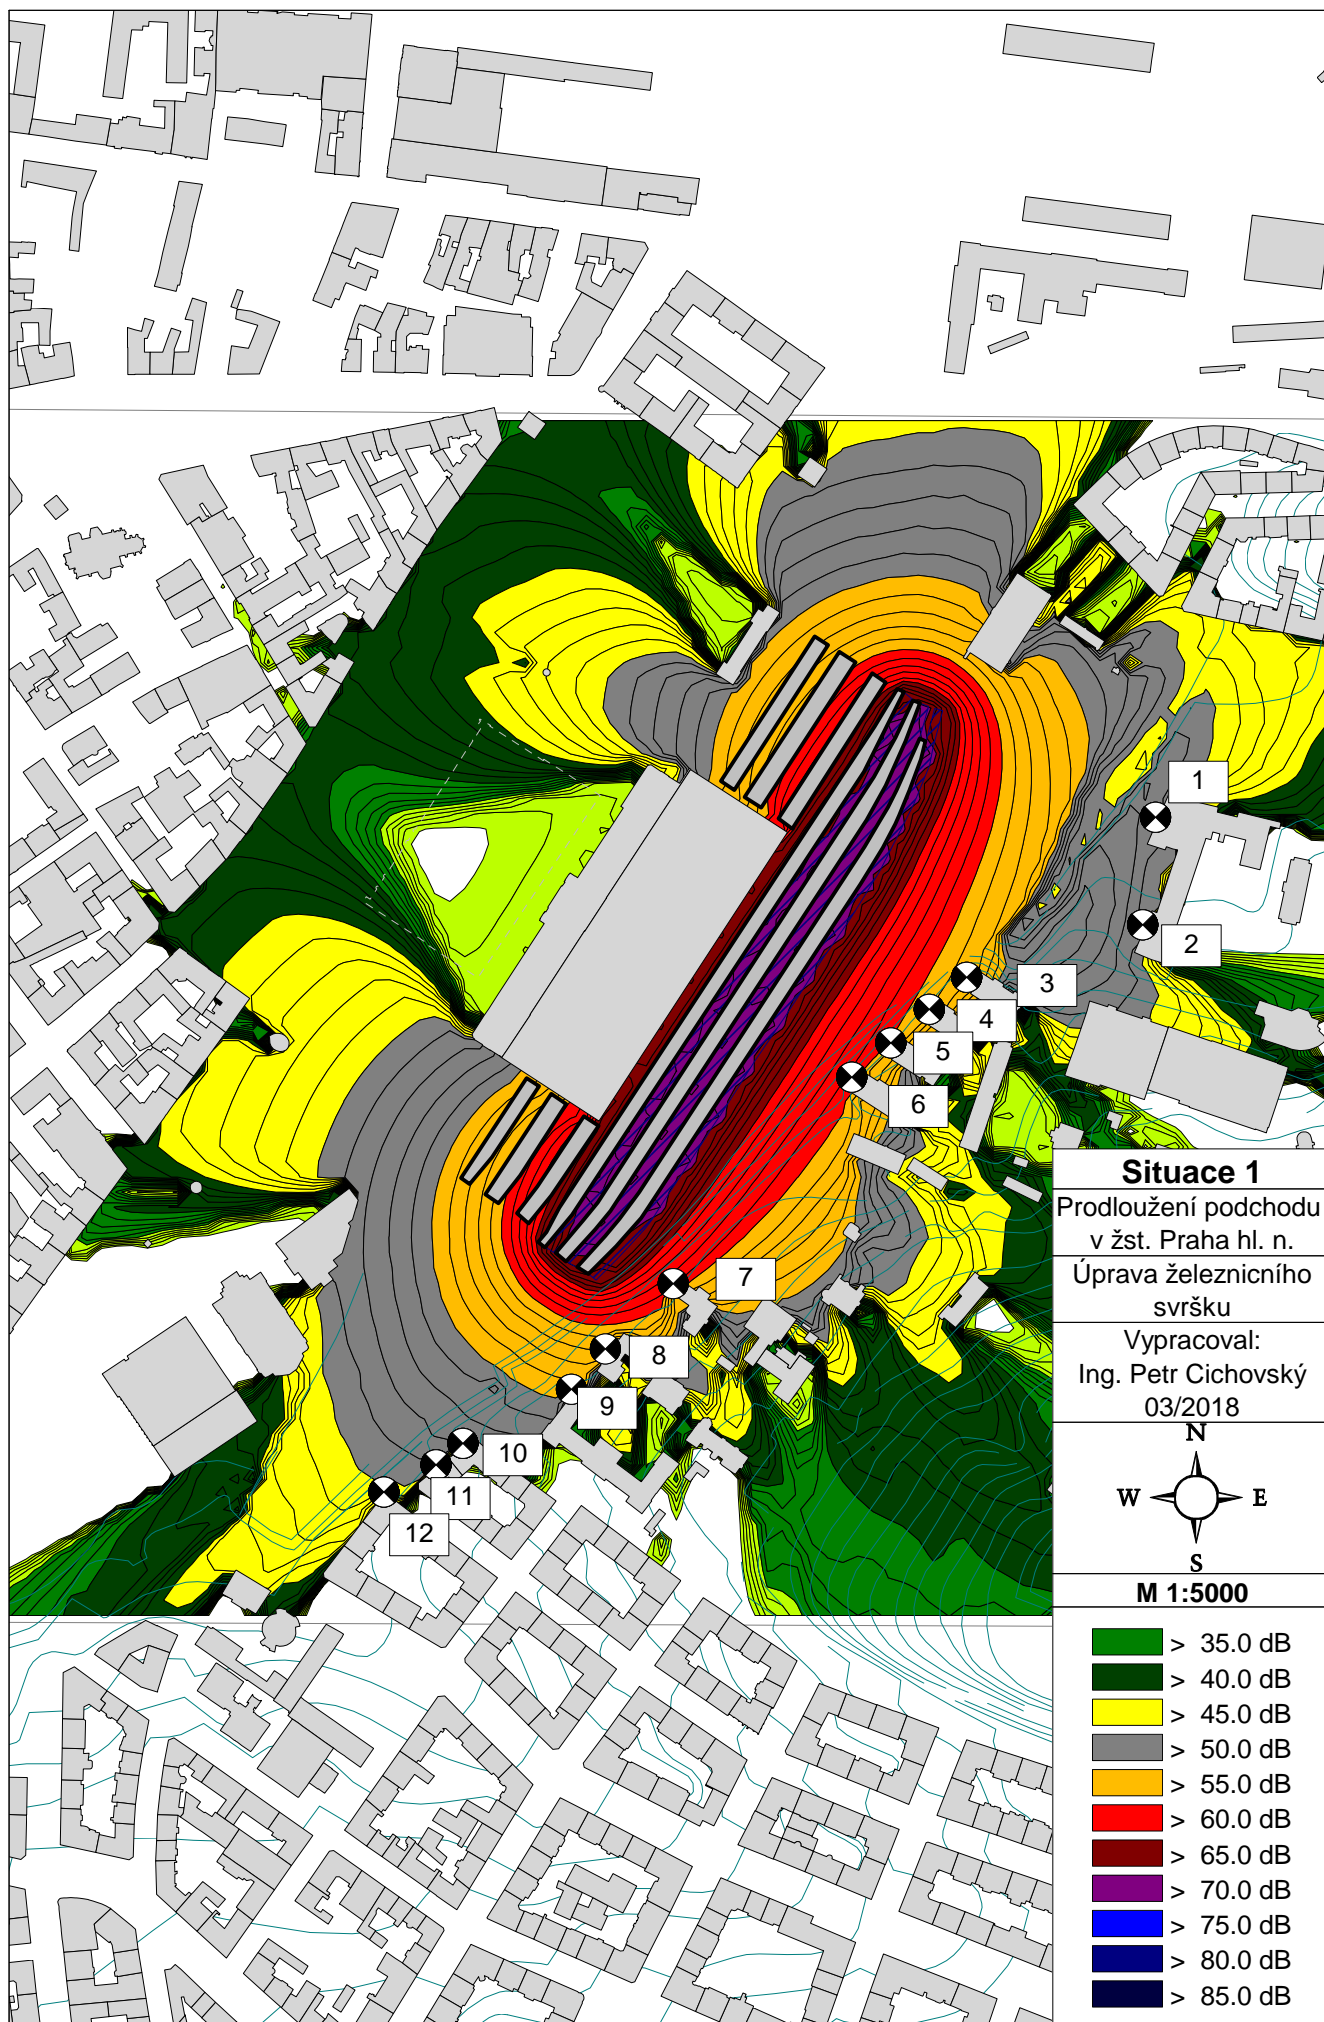 1
2
3
4
5
6
7
8
9
10
11
12
Situace 1
Prodloužení podchodu
v žst. Praha hl. n.
Úprava železnicního
svršku
Vypracoval:
Ing. Petr Cichovský
03/2018
N
W E
S
M 1:5000
> 35.0 dB
> 40.0 dB
> 45.0 dB
> 50.0 dB
> 55.0 dB
> 60.0 dB
> 65.0 dB
> 70.0 dB
> 75.0 dB
> 80.0 dB
> 85.0 dB